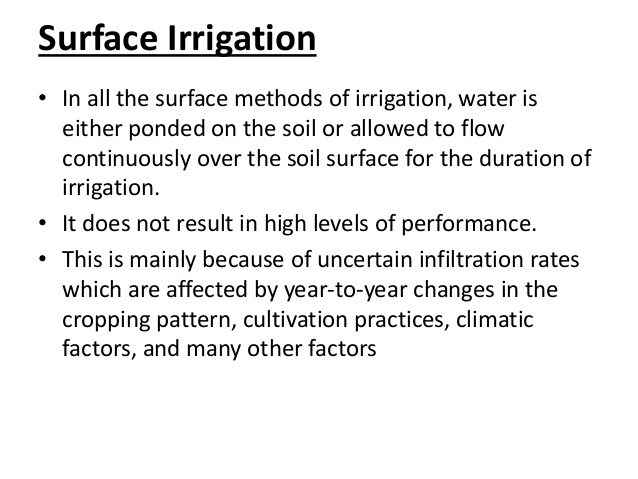 Surface Irrigation
• In all the surface methods of irrigation, water is
either ponded on the soil or allowed to flow
continuously over the soil surface for the duration of
irrigation.
• It does not result in high levels of performance.
• This is mainly because of uncertain infiltration rates
which are affected by year-to-year changes in the
cropping pattern, cultivation practices, climatic
factors, and many other factors